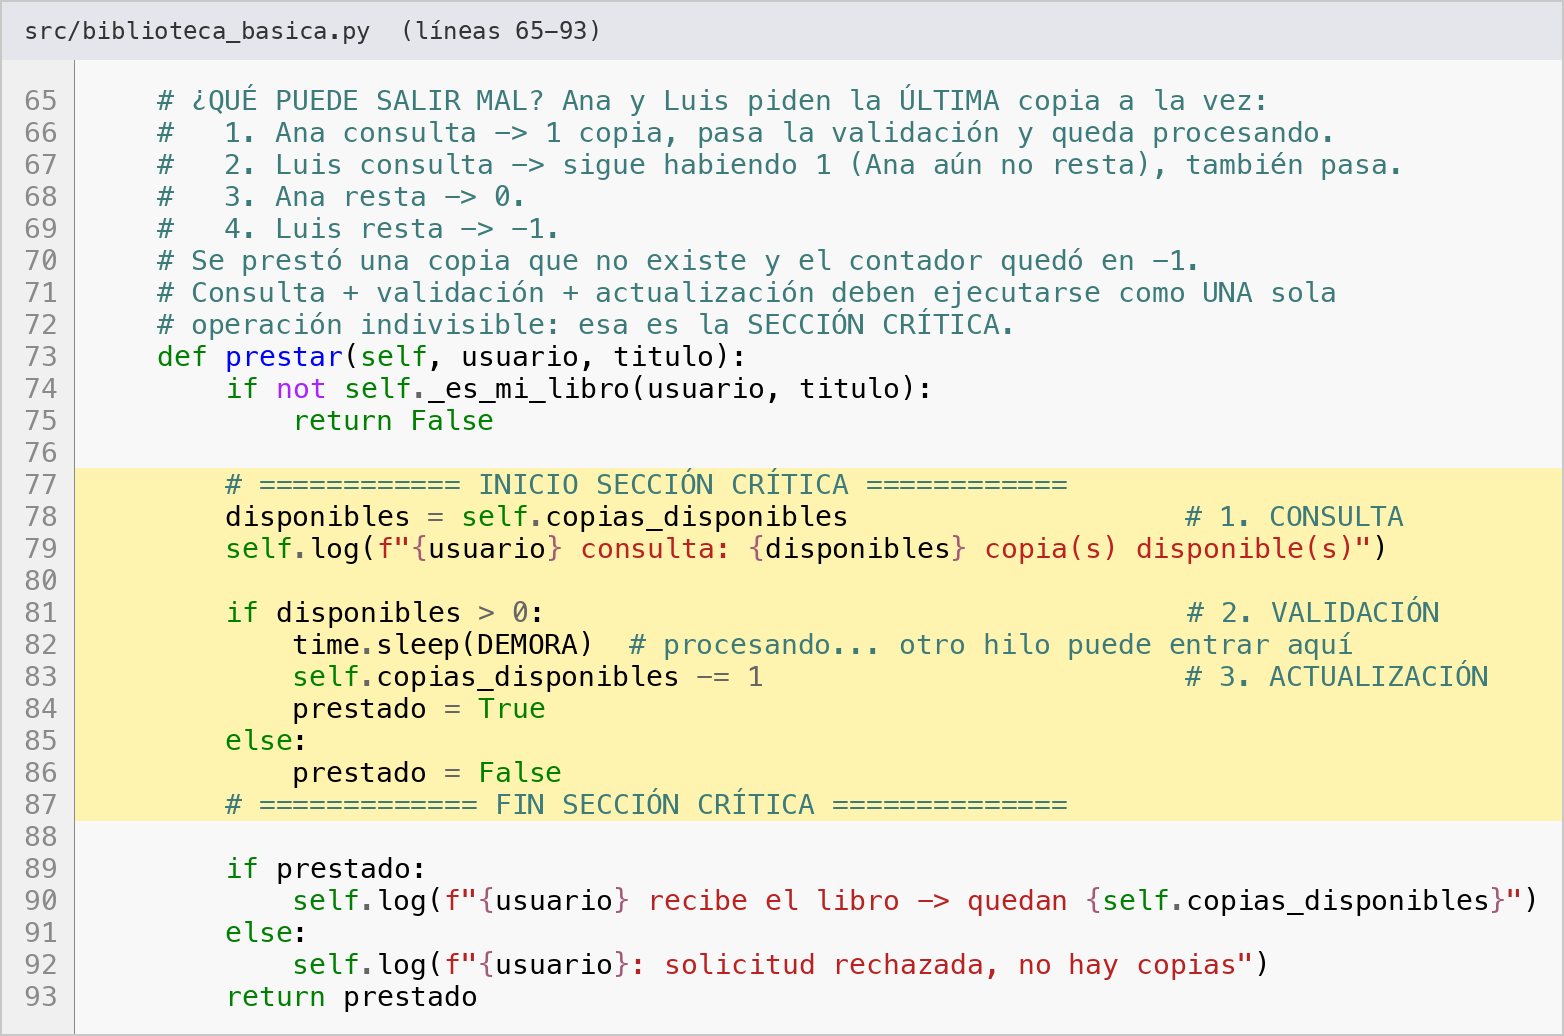 src/biblioteca_basica.py  (líneas 65–93)
65      # ¿QUÉ PUEDE SALIR MAL? Ana y Luis piden la ÚLTIMA copia a la vez:
66      #   1. Ana consulta –> 1 copia, pasa la validación y queda procesando.
67      #   2. Luis consulta –> sigue habiendo 1 (Ana aún no resta), también pasa.
68      #   3. Ana resta –> 0.
69      #   4. Luis resta –> –1.
70      # Se prestó una copia que no existe y el contador quedó en –1.
71      # Consulta + validación + actualización deben ejecutarse como UNA sola
72      # operación indivisible: esa es la SECCIÓN CRÍTICA.
73      def prestar(self, usuario, titulo):
74          if not self._es_mi_libro(usuario, titulo):
75              return False
76
77          # ============ INICIO SECCIÓN CRÍTICA ============
78          disponibles = self.copias_disponibles                    # 1. CONSULTA
79          self.log(f"{usuario} consulta: {disponibles} copia(s) disponible(s)")
80
81          if disponibles > 0:                                      # 2. VALIDACIÓN
82              time.sleep(DEMORA)  # procesando... otro hilo puede entrar aquí
83              self.copias_disponibles –= 1                         # 3. ACTUALIZACIÓN
84              prestado = True
85          else:
86              prestado = False
87          # ============= FIN SECCIÓN CRÍTICA ==============
88
89          if prestado:
90              self.log(f"{usuario} recibe el libro –> quedan {self.copias_disponibles}")
91          else:
92              self.log(f"{usuario}: solicitud rechazada, no hay copias")
93          return prestado